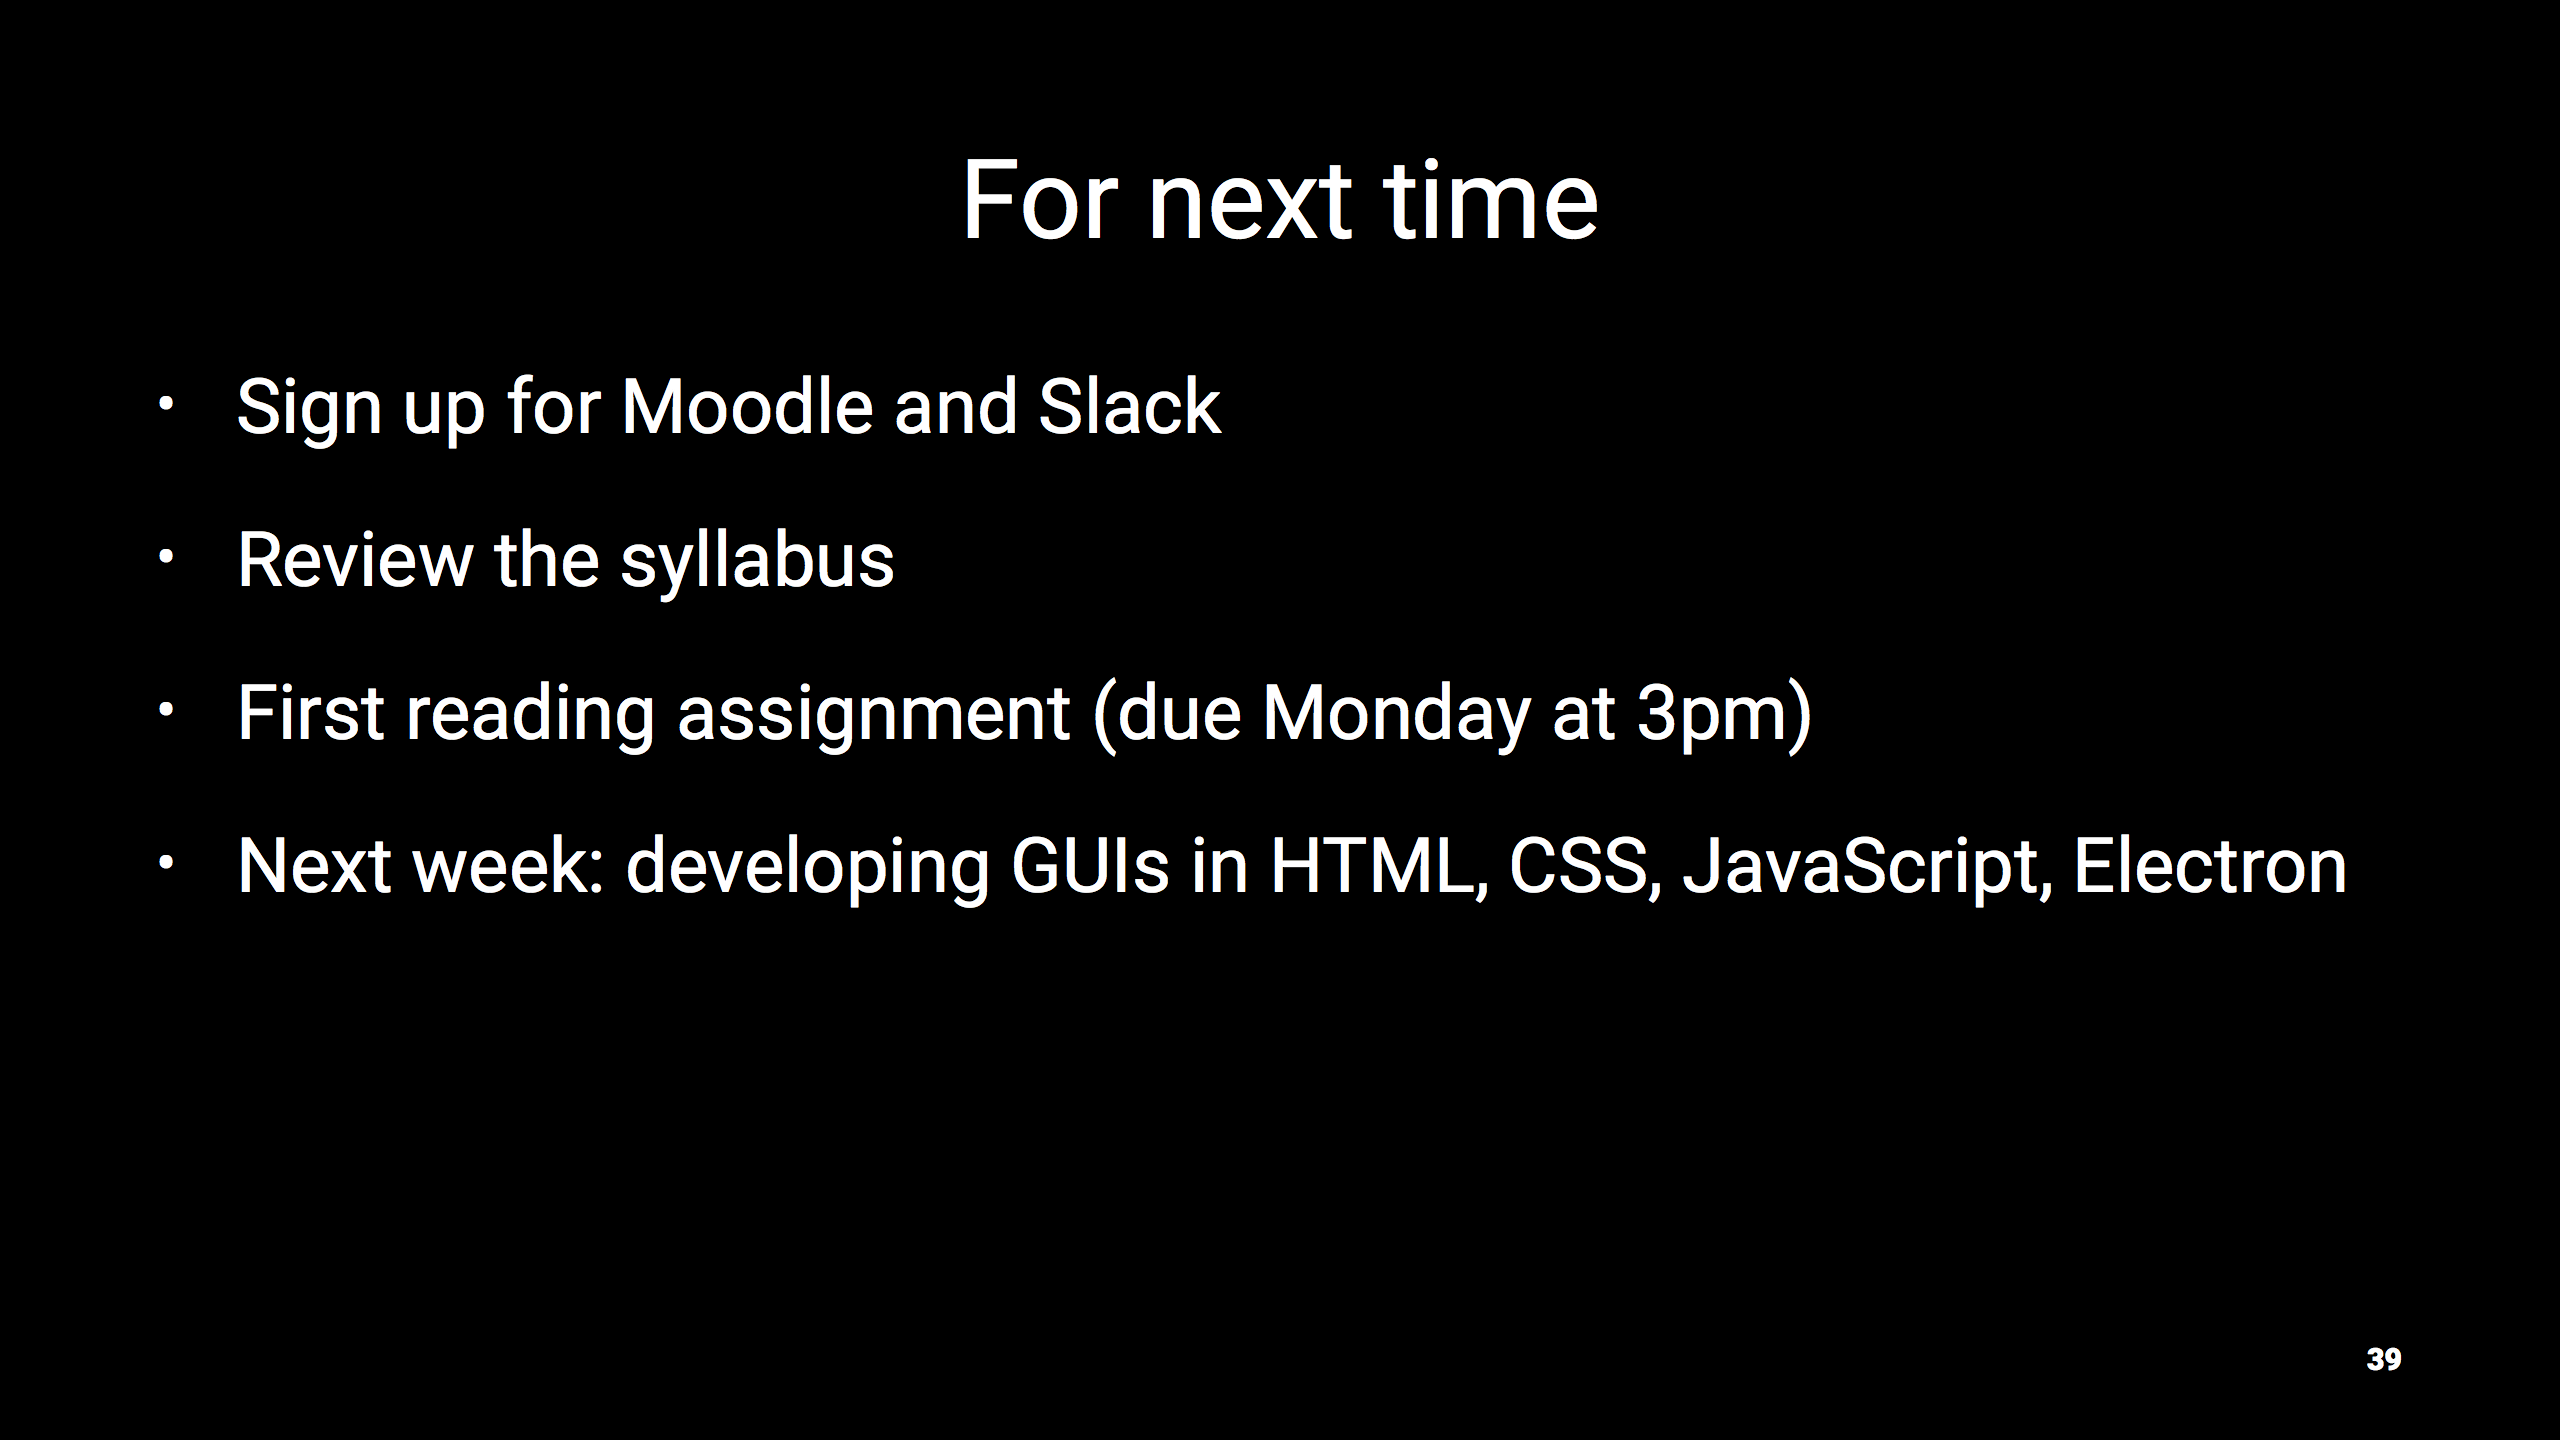 For next time
• Sign up for Moodle and Slack
• Review the syllabus
• First reading assignment (due Monday at 3pm)
• Next week: developing GUIs in HTML, CSS, JavaScript, Electron
39